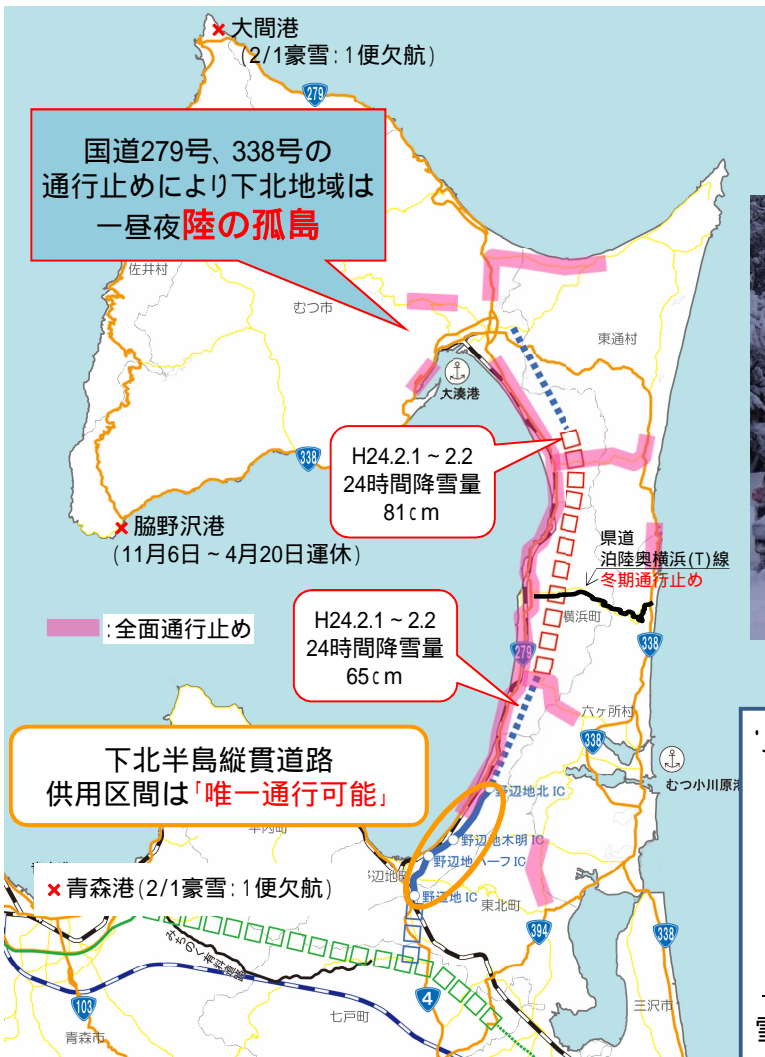 大間港
(2/1豪雪:1便欠航)
279
国道279号、338号の
通行止めにより下北地域は
一昼夜陸の孤島
佐井村
むつ市
東通村
大湊港
338
H24.2.1～2.2
24時間降雪量
81cm
脇野沢港
(11月6日～4月20日運休)
県道
泊陸奥横浜(T)線
冬期通行止め
H24.2.1～2.2
24時間降雪量
65cm
:全面通行止め
横浜町
279
338
六ヶ所村
338
むつ小川原港
下北半島縦貫道路
供用区間は「唯一通行可能」
野辺地北IC
野辺地木明IC
野辺地ハーフIC
野辺地IC
青森港(2/1豪雪:1便欠航)
東北町
みちのく有料道路
394
338
4
103
七戸町
三沢市
青森市